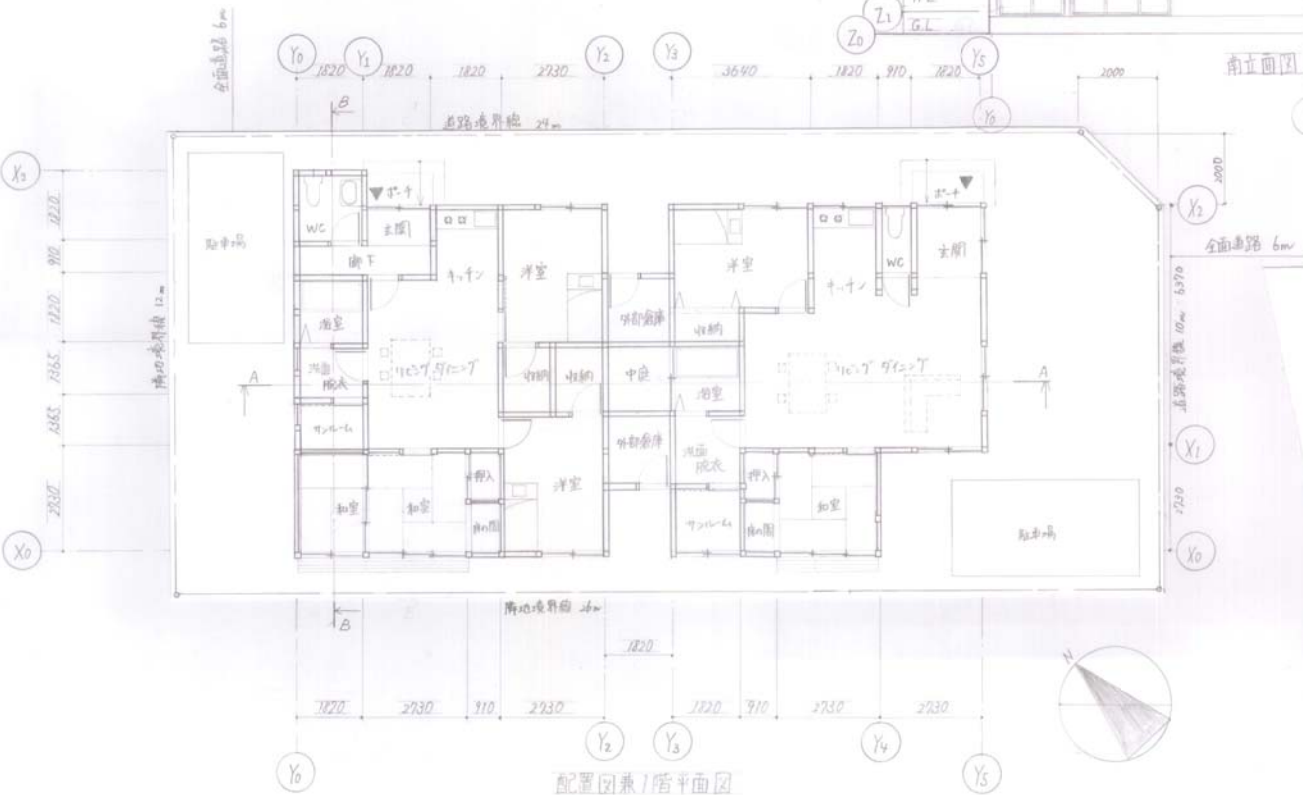 Z1
Z0
G.L
南立面図
全面道路 6m
Y0
Y1
Y2
Y3
Y5
Y6
1820
1820
1820
2730
3640
1820
910
1820
2000
B
道路境界線 24m
2000
X3
X2
1820
910
1820
1365
1365
2730
駐車場
WC
ポーチ
玄関
廊下
キッチン
洋室
洋室
キッチン
WC
ポーチ
玄関
全面道路 6m
浴室
外部倉庫
収納
隣地境界線 12m
洗面
脱衣
リビングダイニング
収納
収納
中庭
浴室
リビングダイニング
道路境界線 10m
6370
A
A
サンルーム
外部倉庫
洗面
脱衣
X1
和室
和室
押入
床の間
洋室
サンルーム
押入
床の間
和室
駐車場
2730
X0
X0
隣地境界線 26m
B
1820
1820
2730
910
2730
1820
910
2730
2730
N
Y0
Y2
Y3
Y4
Y5
配置図兼1階平面図